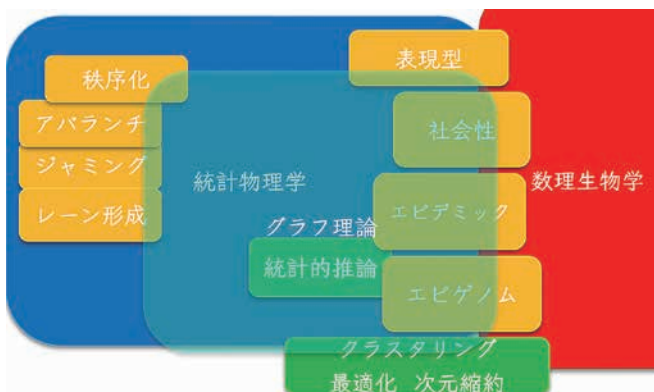 表現型
秩序化
アバランチ
社会性
ジャミング
統計物理学
数理生物学
レーン形成
エピデミック
グラフ理論
統計的推論
エピゲノム
クラスタリング
最適化 次元縮約